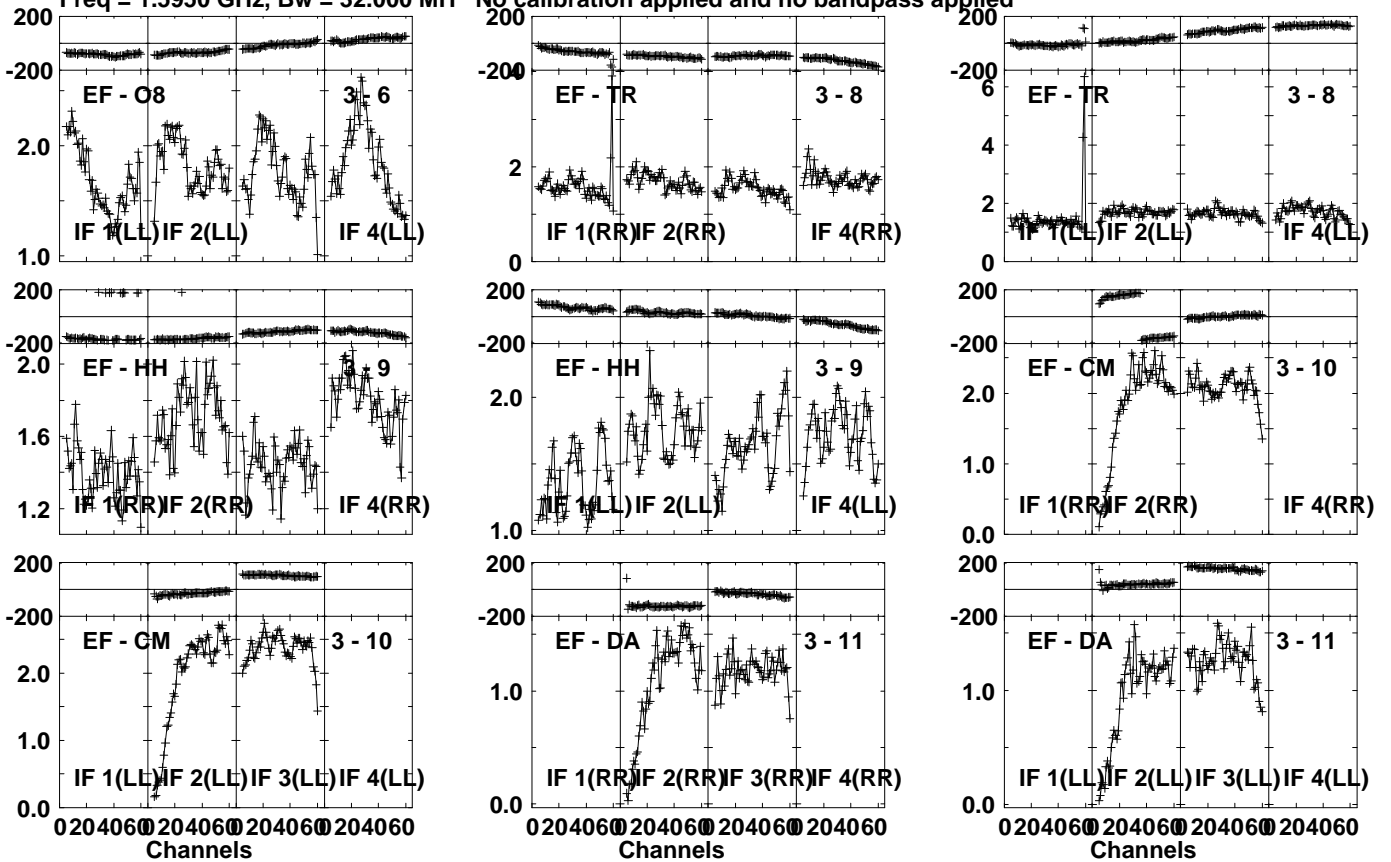 Freq = 1.5950 GHz, Bw = 32.000 MH No calibration applied and no bandpass applied
200
-200
EF - O8 3 - 6
2.0
1.0
IF 1(LL) IF 2(LL) IF 4(LL)
200
-200
4
EF - TR 3 - 8
2
0
IF 1(RR) IF 2(RR) IF 4(RR)
200
-200
6
EF - TR 3 - 8
4
2
0
IF 1(LL) IF 2(LL) IF 4(LL)
200
-200
2.0
EF - HH 3 - 9
1.6
1.2
IF 1(RR) IF 2(RR) IF 4(RR)
200
-200
EF - HH 3 - 9
2.0
1.0
IF 1(LL) IF 2(LL) IF 4(LL)
200
-200
EF - CM 3 - 10
2.0
1.0
0.0
IF 1(RR) IF 2(RR) IF 4(RR)
200
-200
EF - CM 3 - 10
2.0
1.0
0.0
IF 1(LL) IF 2(LL) IF 3(LL) IF 4(LL)
0 20 40 60 0 20 40 60 0 20 40 60 0 20 40 60
Channels
200
-200
EF - DA 3 - 11
1.0
0.0
IF 1(RR) IF 2(RR) IF 3(RR) IF 4(RR)
0 20 40 60 0 20 40 60 0 20 40 60 0 20 40 60
Channels
200
-200
EF - DA 3 - 11
1.0
0.0
IF 1(LL) IF 2(LL) IF 3(LL) IF 4(LL)
0 20 40 60 0 20 40 60 0 20 40 60 0 20 40 60
Channels